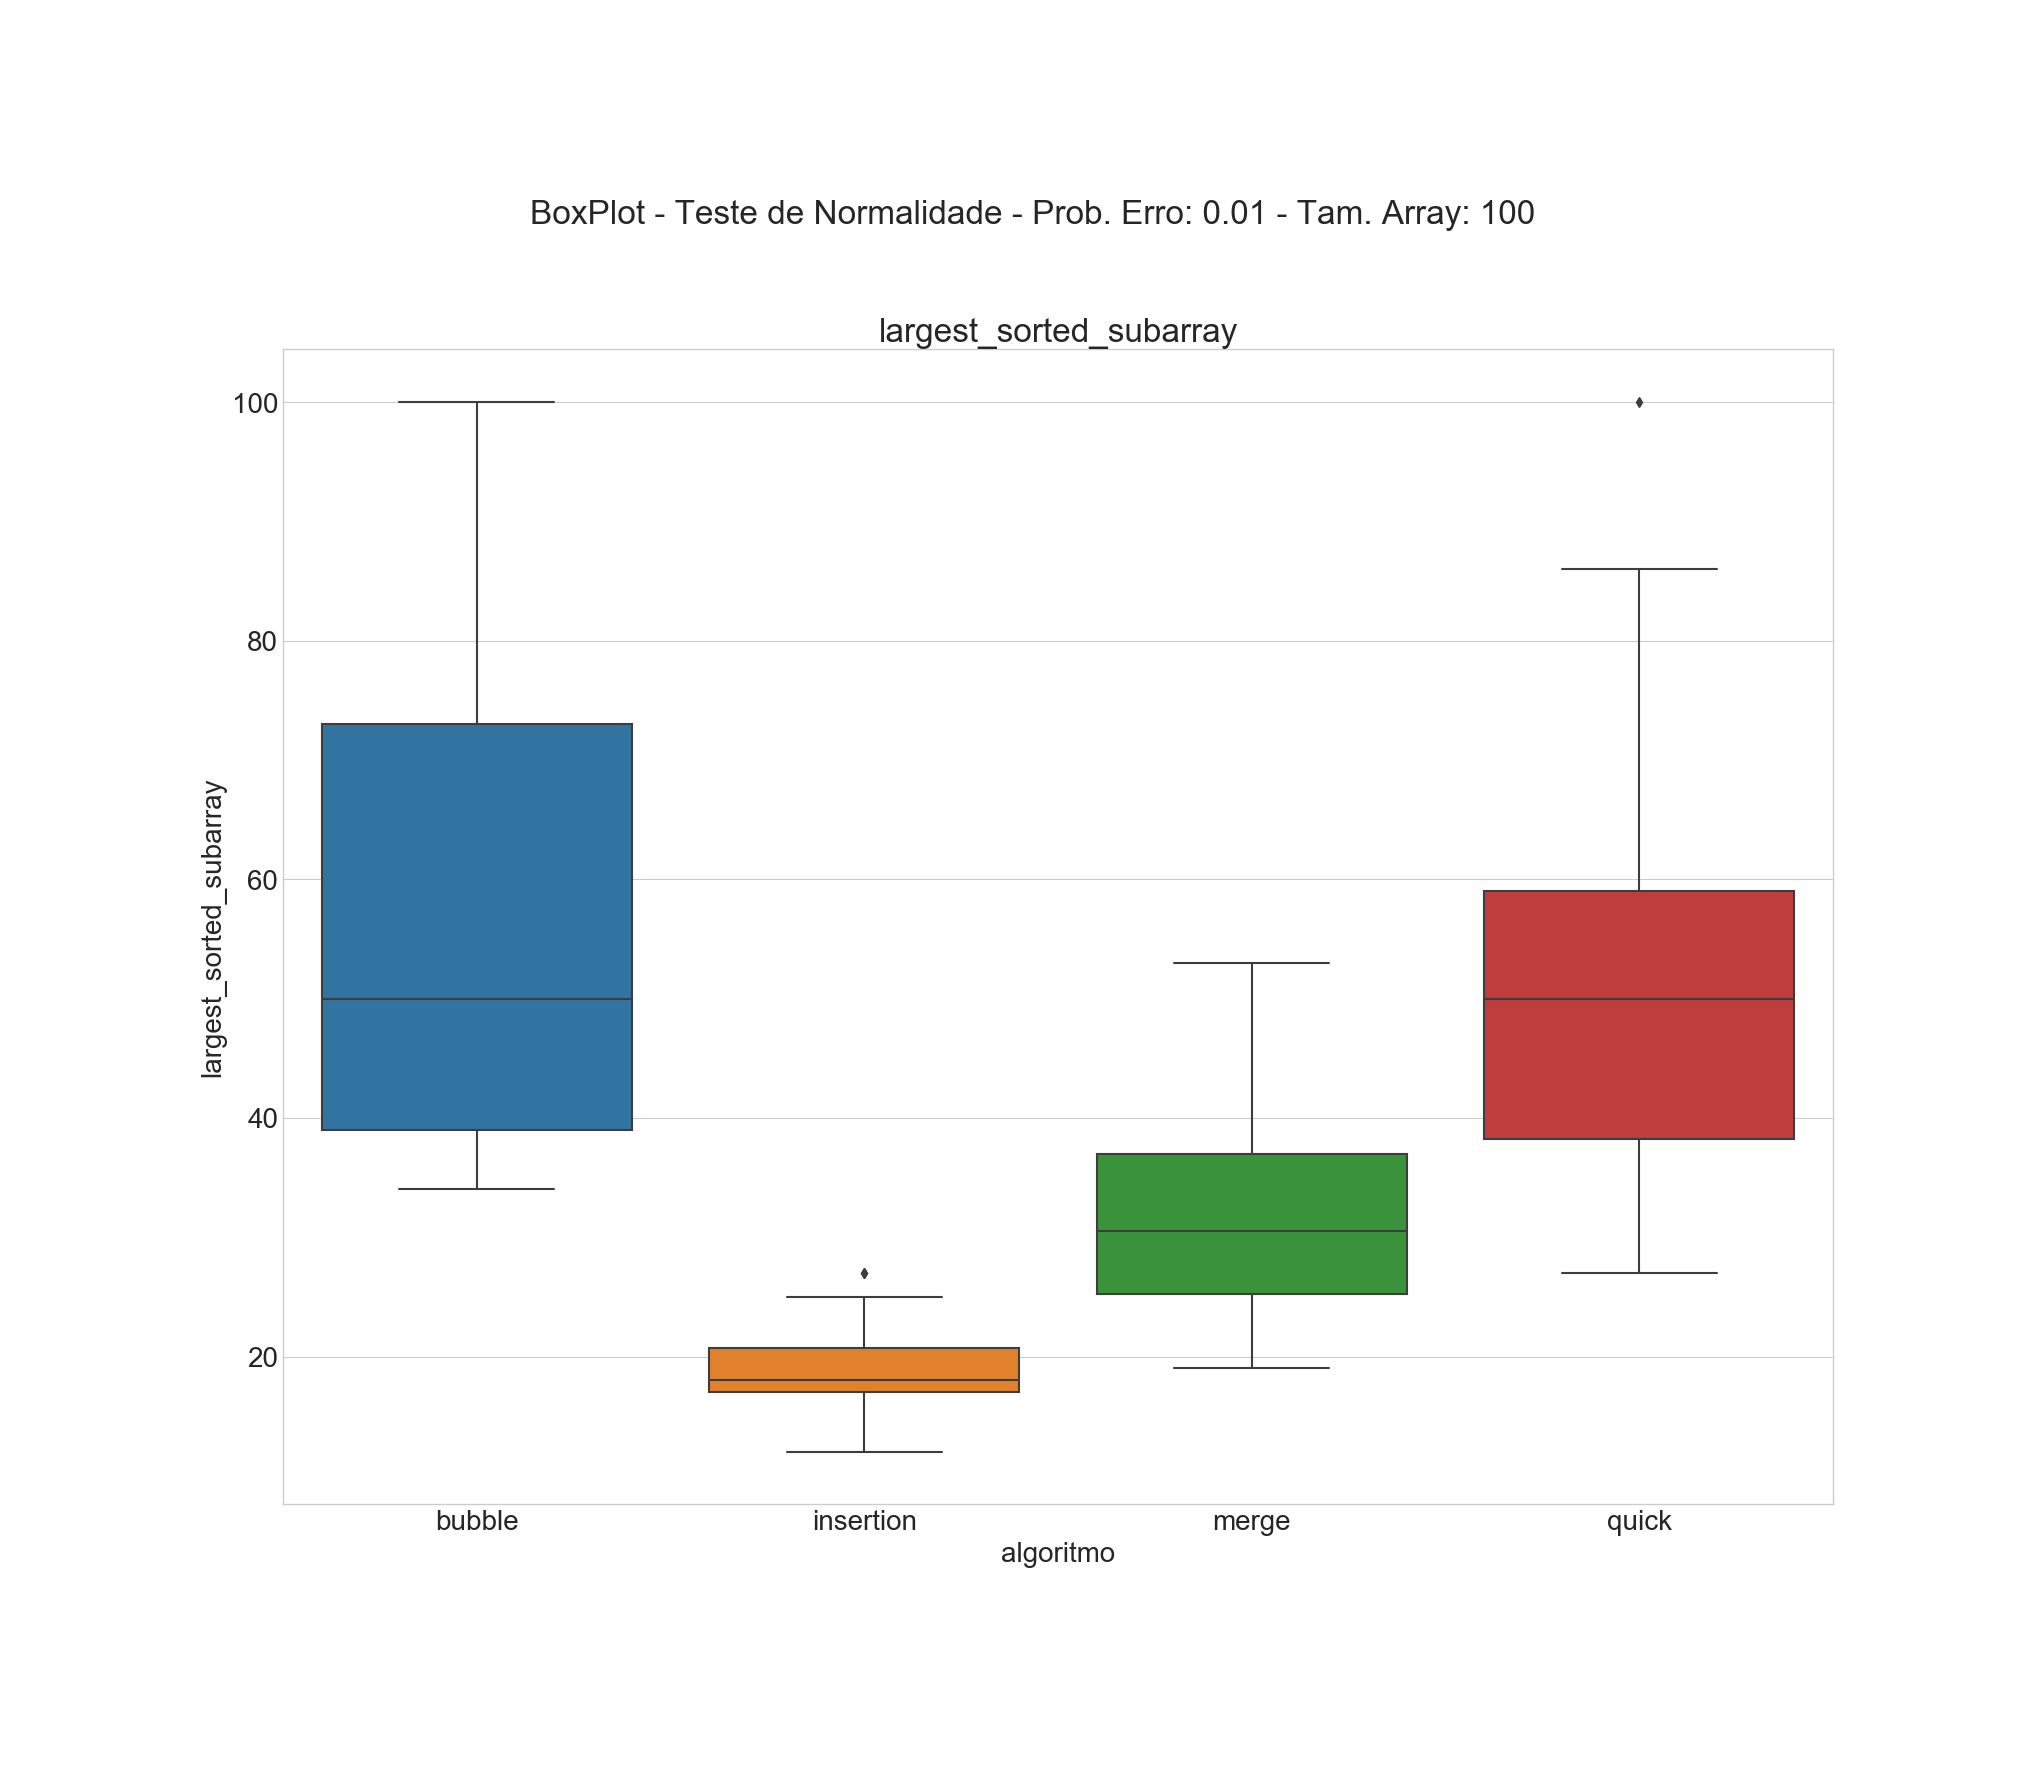 BoxPlot - Teste de Normalidade - Prob. Erro: 0.01 - Tam. Array: 100
largest_sorted_subarray
100
80
60
40
20
largest_sorted_subarray
bubble insertion merge quick
algoritmo